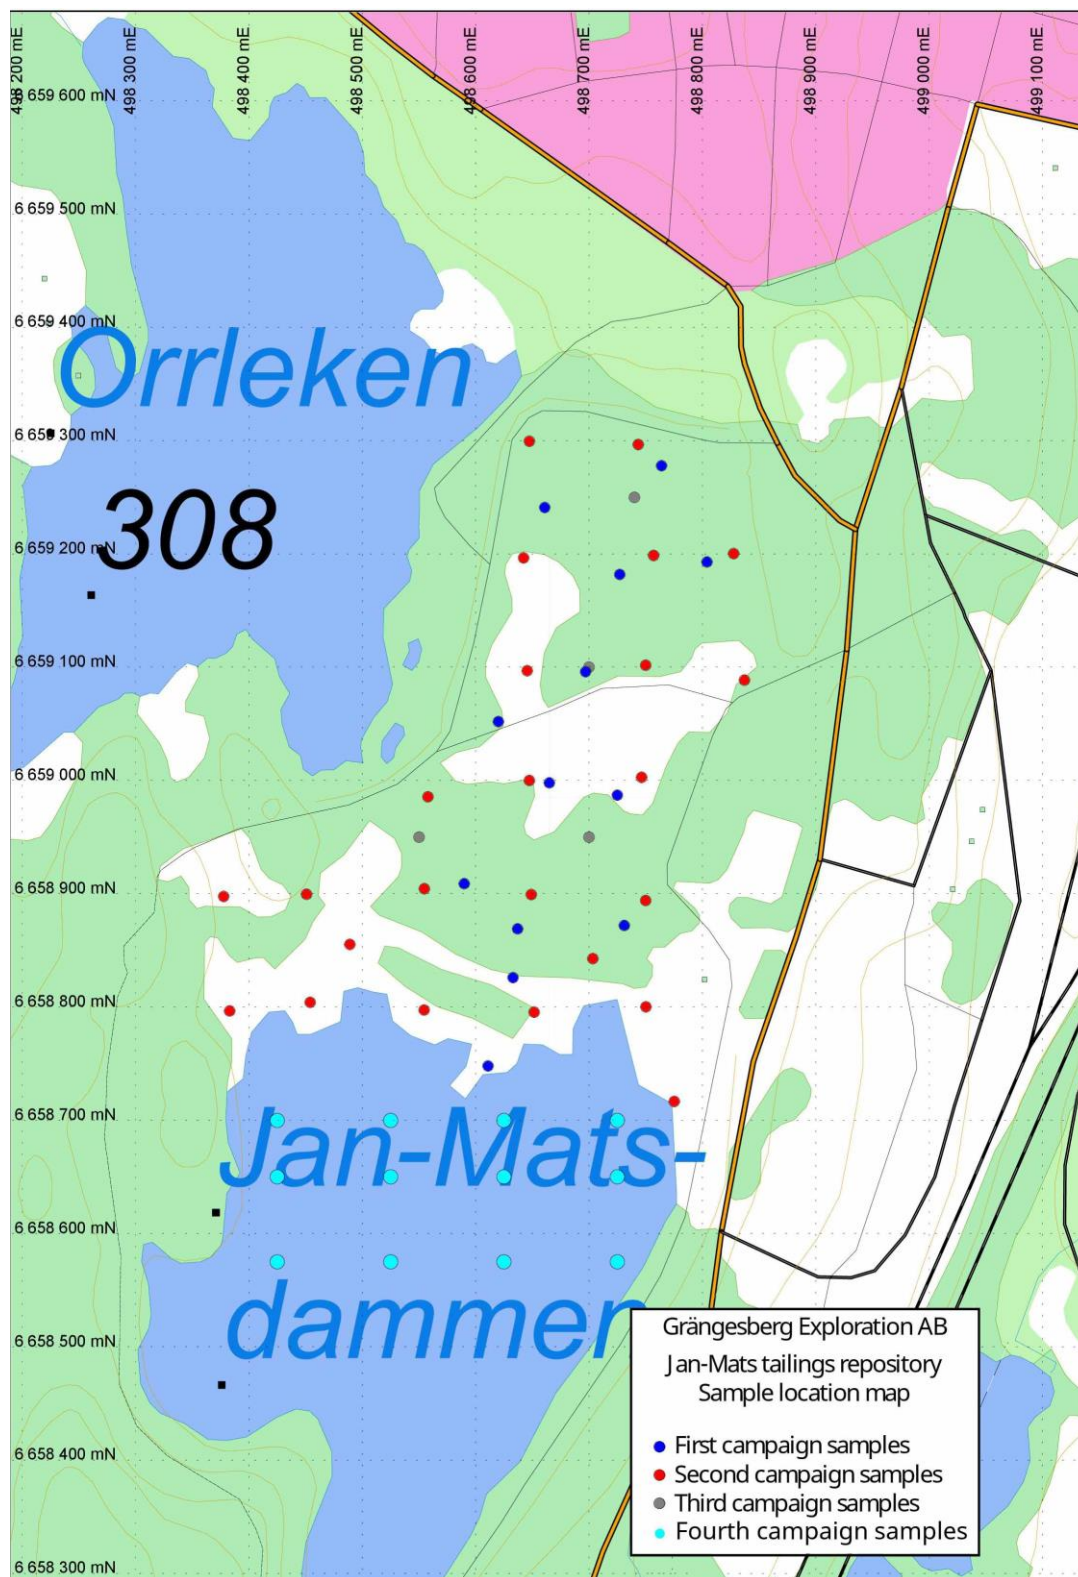 498 200 mE
498 300 mE
498 400 mE
498 500 mE
498 600 mE
498 700 mE
498 800 mE
498 900 mE
499 000 mE
499 100 mE
6 659 600 mN
6 659 500 mN
6 659 400 mN
Orrleken
6 659 300 mN
308
6 659 200 mN
6 659 100 mN
6 659 000 mN
6 658 900 mN
6 658 800 mN
6 658 700 mN
Jan-Mats-
6 658 600 mN
dammen
6 658 500 mN
6 658 400 mN
6 658 300 mN
Grängesberg Exploration AB
Jan-Mats tailings repository
Sample location map
First campaign samples
Second campaign samples
Third campaign samples
Fourth campaign samples